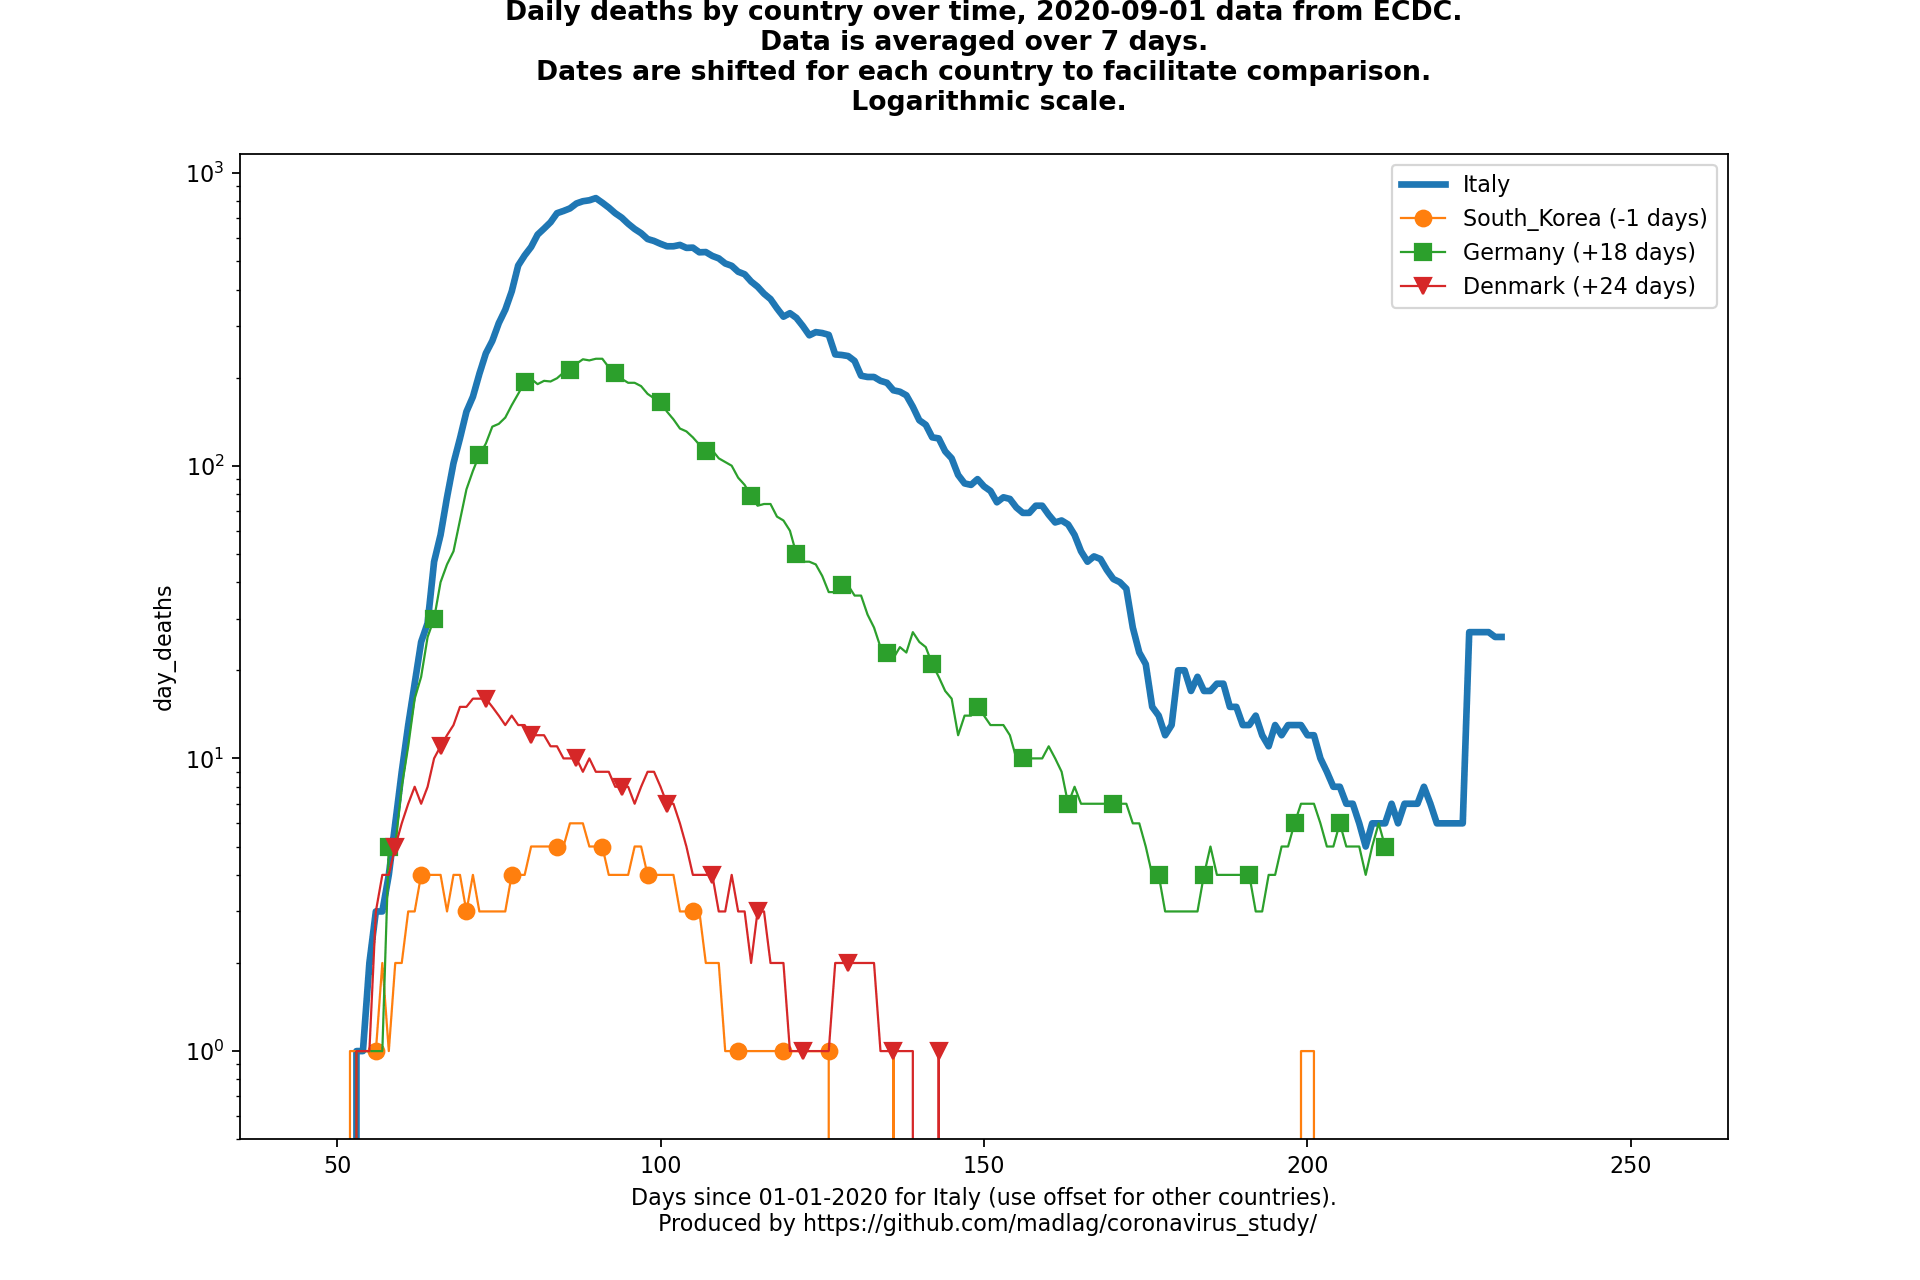 Daily deaths by country over time, 2020-09-01 data from ECDC.
Data is averaged over 7 days.
Dates are shifted for each country to facilitate comparison.
Logarithmic scale.
10³
10²
10¹
10⁰
day_deaths
Italy
South_Korea (-1 days)
Germany (+18 days)
Denmark (+24 days)
50 100 150 200 250
Days since 01-01-2020 for Italy (use offset for other countries).
Produced by https://github.com/madlag/coronavirus_study/